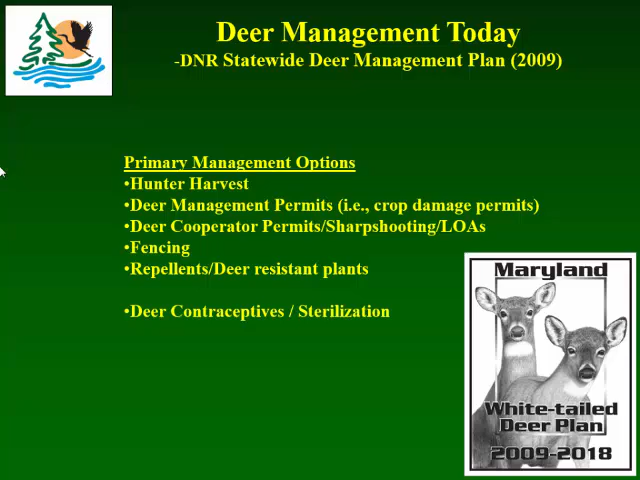 Deer Management Today
-DNR Statewide Deer Management Plan (2009)
Primary Management Options
•Hunter Harvest
•Deer Management Permits (i.e., crop damage permits)
•Deer Cooperator Permits/Sharpshooting/LOAs
•Fencing
•Repellents/Deer resistant plants
•Deer Contraceptives / Sterilization
Maryland
White-tailed
Deer Plan
2009-2018